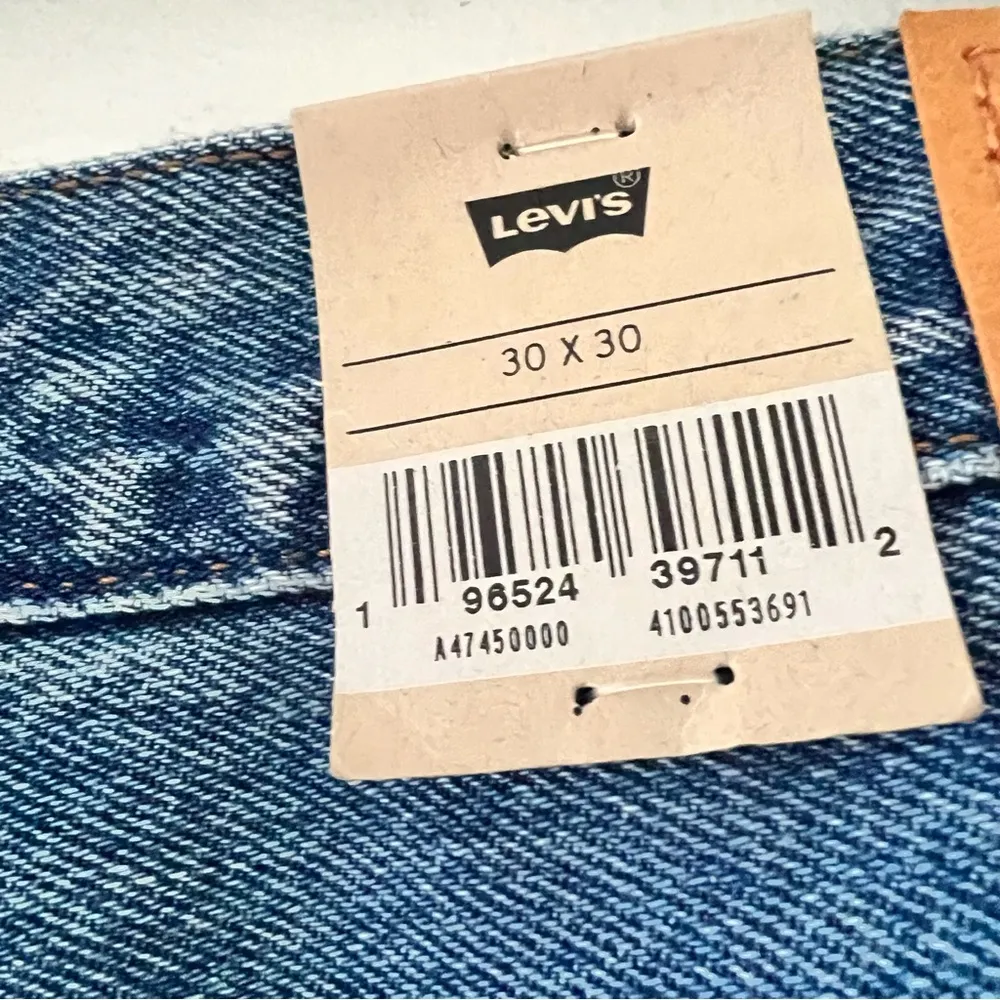 Levi's®
30 X 30
1 96524 39711 2
A47450000 4100553691